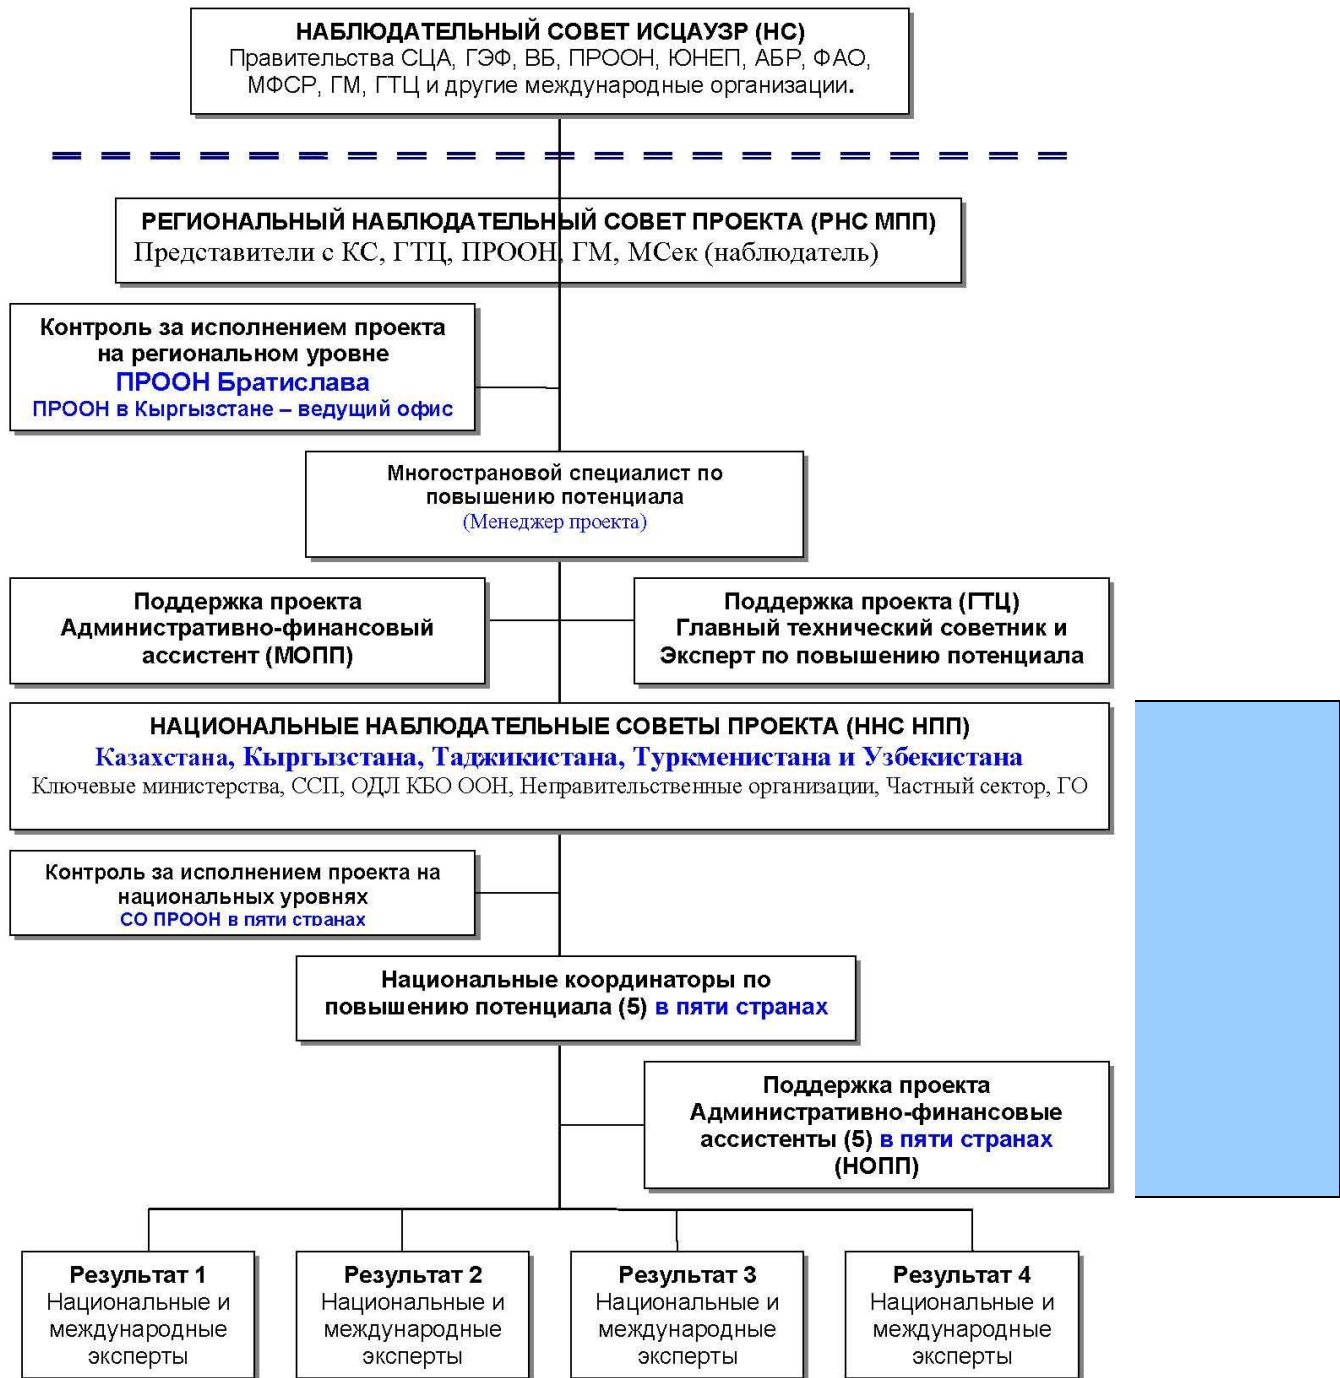 НАБЛЮДАТЕЛЬНЫЙ СОВЕТ ИСЦАУЗР (НС)
Правительства СЦА, ГЭФ, ВБ, ПРООН, ЮНЕП, АБР, ФАО,
МФСР, ГМ, ГТЦ и другие международные организации.
РЕГИОНАЛЬНЫЙ НАБЛЮДАТЕЛЬНЫЙ СОВЕТ ПРОЕКТА (РНС МПП)
Представители с КС, ГТЦ, ПРООН, ГМ, МСек (наблюдатель)
Контроль за исполнением проекта
на региональном уровне
ПРООН Братислава
ПРООН в Кыргызстане – ведущий офис
Многострановой специалист по
повышению потенциала
(Менеджер проекта)
Поддержка проекта
Административно-финансовый
ассистент (МОПП)
Поддержка проекта (ГТЦ)
Главный технический советник и
Эксперт по повышению потенциала
НАЦИОНАЛЬНЫЕ НАБЛЮДАТЕЛЬНЫЕ СОВЕТЫ ПРОЕКТА (ННС НПП)
Казахстана, Кыргызстана, Таджикистана, Туркменистана и Узбекистана
Ключевые министерства, ССП, ОДЛ КБО ООН, Неправительственные организации, Частный сектор, ГО
Контроль за исполнением проекта на
национальных уровнях
СО ПРООН в пяти странах
Национальные координаторы по
повышению потенциала (5) в пяти странах
Поддержка проекта
Административно-финансовые
ассистенты (5) в пяти странах
(НОПП)
Результат 1
Национальные и
международные
эксперты
Результат 2
Национальные и
международные
эксперты
Результат 3
Национальные и
международные
эксперты
Результат 4
Национальные и
международные
эксперты